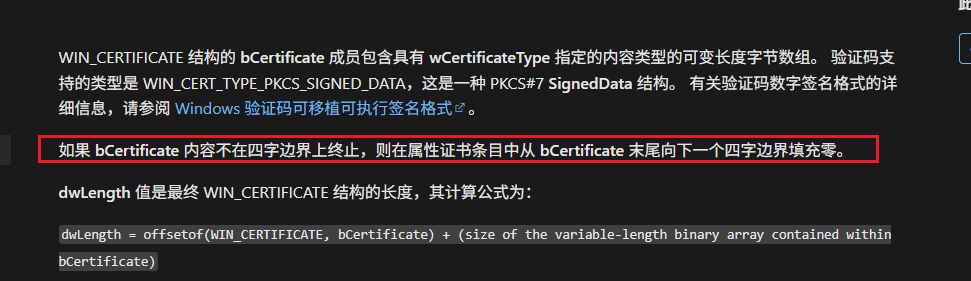 WIN_CERTIFICATE 结构的 bCertificate 成员包含具有 wCertificateType 指定的内容类型的可变长度字节数组。 验证码支
持的类型是 WIN_CERT_TYPE_PKCS_SIGNED_DATA，这是一种 PKCS#7 SignedData 结构。 有关验证码数字签名格式的详
细信息，请参阅 Windows 验证码可移植可执行签名格式 。
如果 bCertificate 内容不在四字边界上终止，则在属性证书条目中从 bCertificate 末尾向下一个四字边界填充零。
dwLength 值是最终 WIN_CERTIFICATE 结构的长度，其计算公式为：
dwLength = offsetof(WIN_CERTIFICATE, bCertificate) + (size of the variable-length binary array contained within
bCertificate)